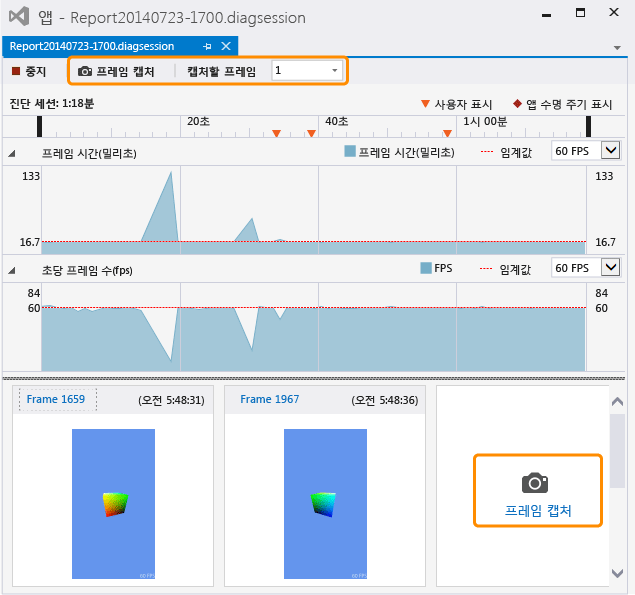 앱 - Report20140723-1700.diagsession
Report20140723-1700.diagsession
중지 프레임 캡처 캡처할 프레임 1
진단 세션: 1:18분 사용자 표시 앱 수명 주기 표시
20초 40초 1시 00분
프레임 시간(밀리초) 프레임 시간(밀리초) 임계값 60 FPS
133 133
16.7 16.7
초당 프레임 수(fps) FPS 임계값 60 FPS
84 84
60 60
Frame 1659 (오전 5:48:31) Frame 1967 (오전 5:48:36)
프레임 캡처
60 FPS 60 FPS